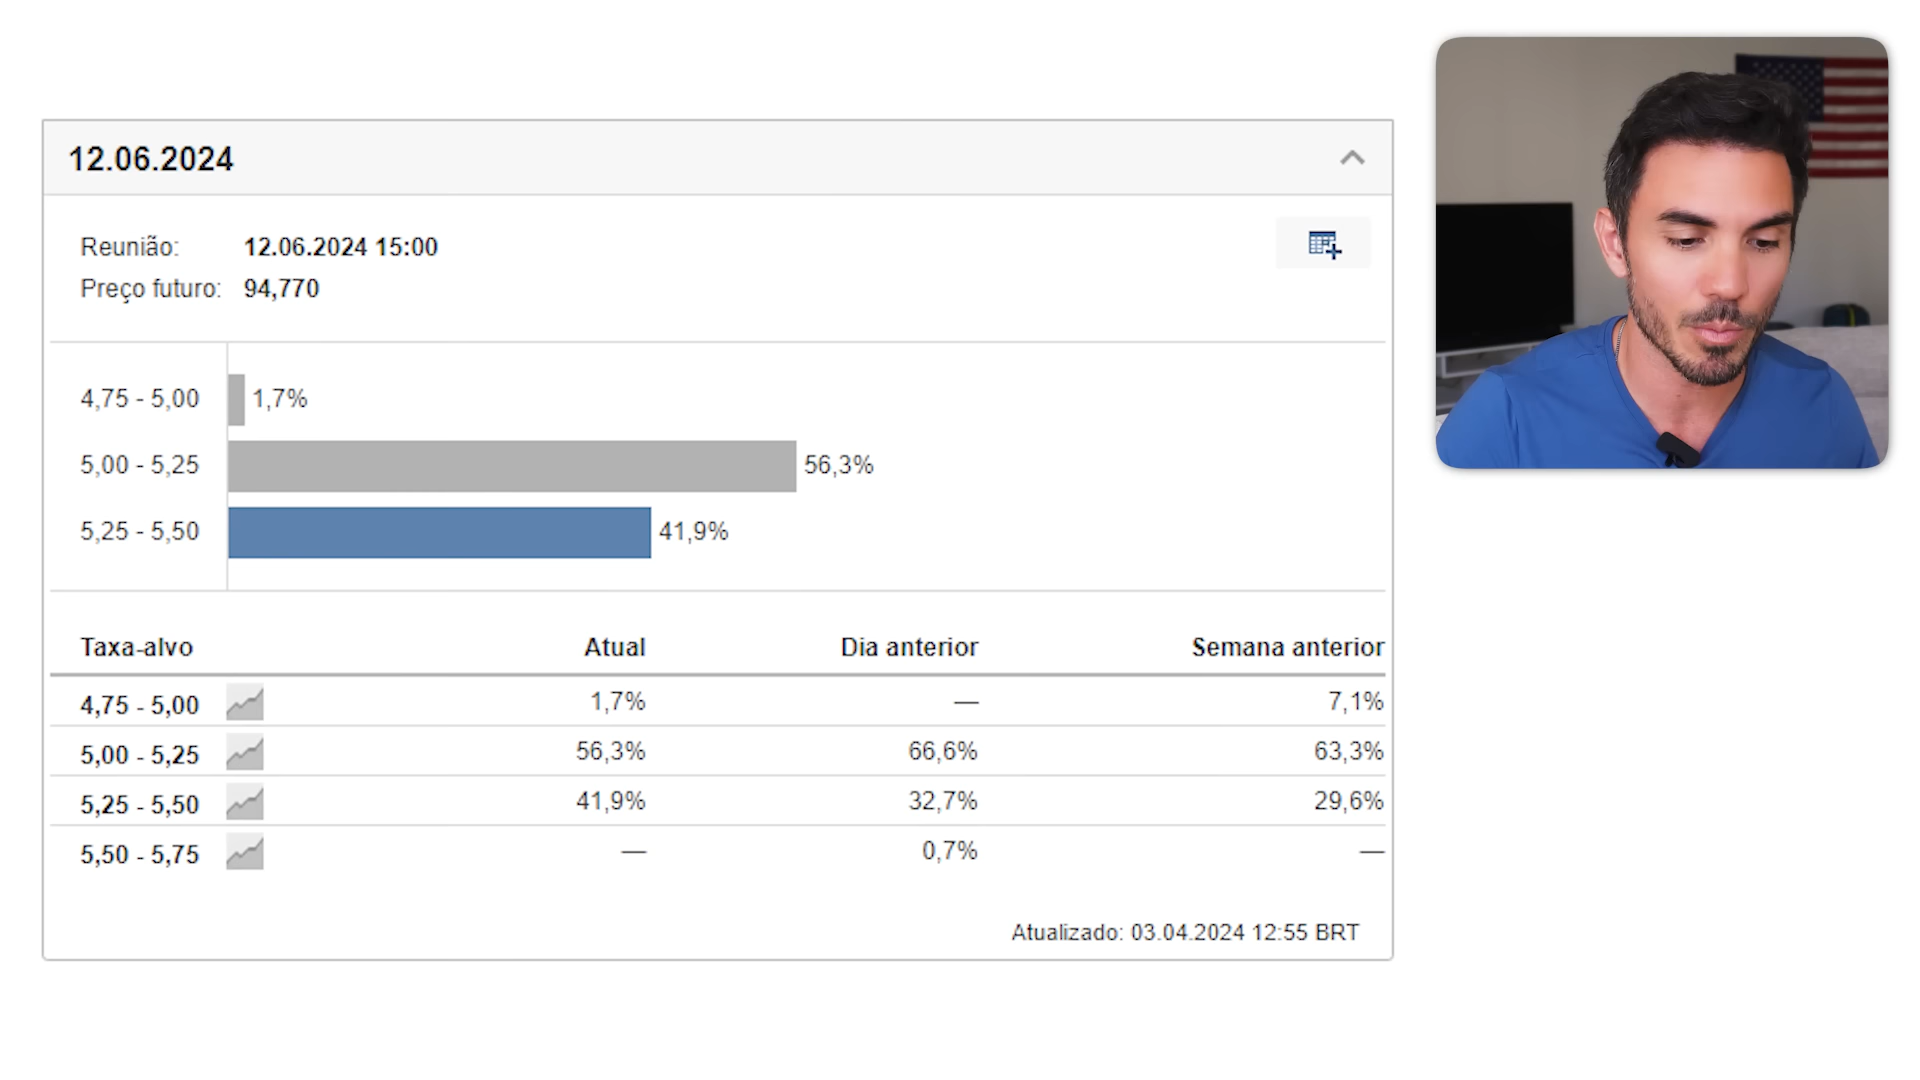 12.06.2024
Reunião: 12.06.2024 15:00
Preço futuro: 94,770
4,75 - 5,00 1,7%
5,00 - 5,25 56,3%
5,25 - 5,50 41,9%
Taxa-alvo Atual Dia anterior Semana anterior
4,75 - 5,00 1,7% — 7,1%
5,00 - 5,25 56,3% 66,6% 63,3%
5,25 - 5,50 41,9% 32,7% 29,6%
5,50 - 5,75 — 0,7% —
Atualizado: 03.04.2024 12:55 BRT